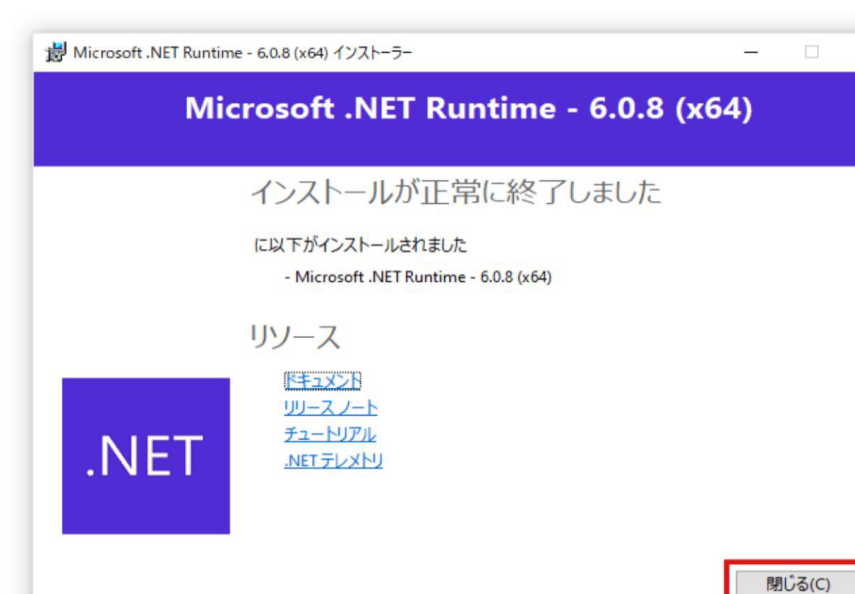 Microsoft .NET Runtime - 6.0.8 (x64) インストーラー
Microsoft .NET Runtime - 6.0.8 (x64)
インストールが正常に終了しました
に以下がインストールされました
- Microsoft .NET Runtime - 6.0.8 (x64)
リソース
ドキュメント
リリース ノート
チュートリアル
.NET テレメトリ
.NET
閉じる(C)